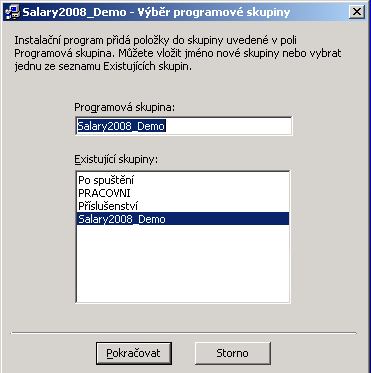 Salary2008_Demo - Výběr programové skupiny
Instalační program přidá položky do skupiny uvedené v poli
Programová skupina. Můžete vložit jméno nové skupiny nebo vybrat
jednu ze seznamu Existujících skupin.
Programová skupina:
Salary2008_Demo
Existující skupiny:
Po spuštění
PRACOVNI
Příslušenství
Salary2008_Demo
Pokračovat
Storno